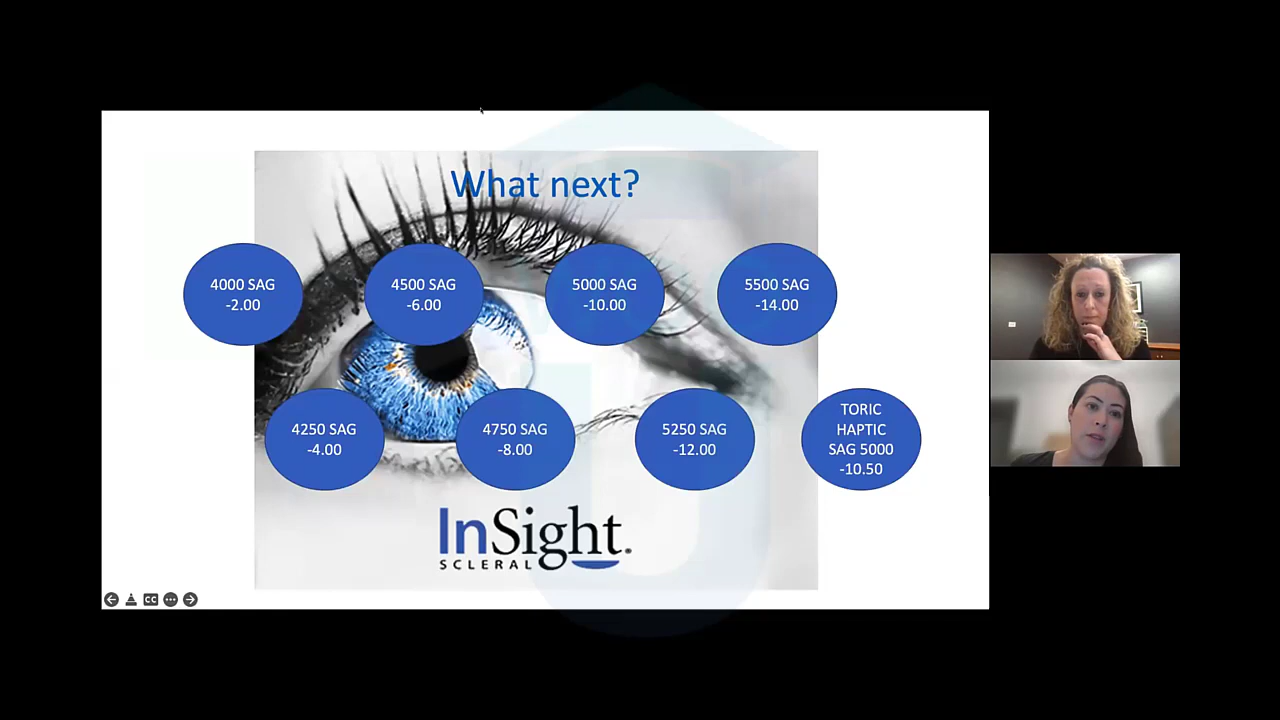 What next?
4000 SAG
-2.00
4500 SAG
-6.00
5000 SAG
-10.00
5500 SAG
-14.00
4250 SAG
-4.00
4750 SAG
-8.00
5250 SAG
-12.00
TORIC
HAPTIC
SAG 5000
-10.50
InSight.
SCLERAL
CC